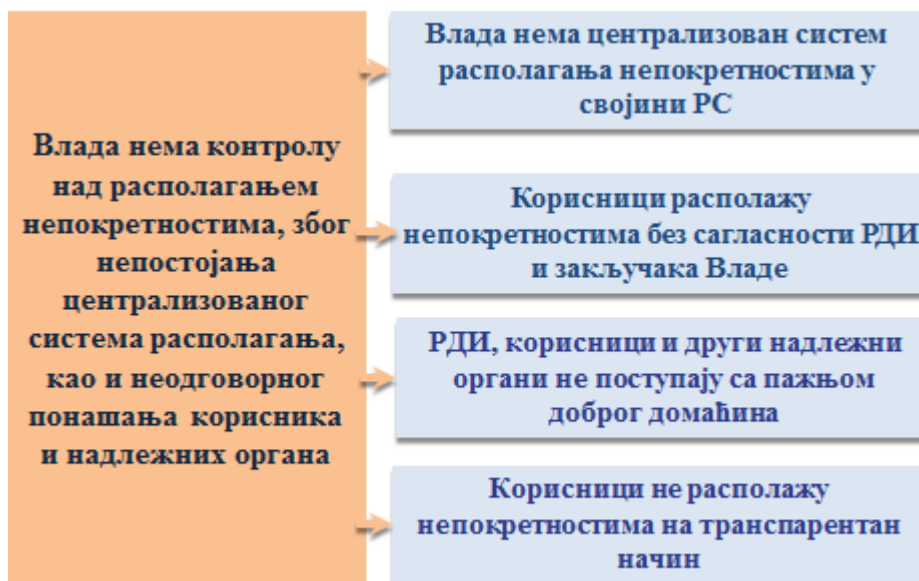 Влада нема контролу
над располагањем
непокретностима, због
непостојања
централизованог
система располагања,
као и неодговорног
понашања корисника
и надлежних органа
Влада нема централизован систем
располагања непокретностима у
својини РС
Корисници располажу
непокретностима без сагласности РДИ
и закључака Владе
РДИ, корисници и други надлежни
органи не поступају са пажњом
доброг домаћина
Корисници не располажу
непокретностима на транспарентан
начин